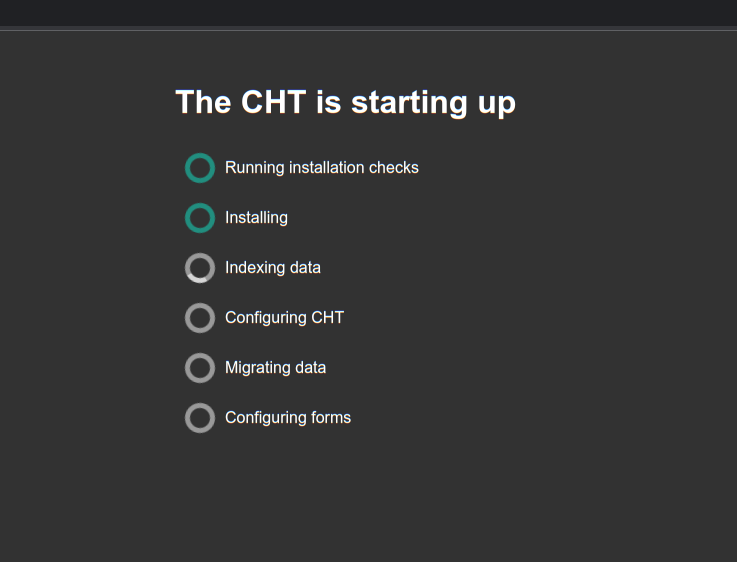 The CHT is starting up
Running installation checks
Installing
Indexing data
Configuring CHT
Migrating data
Configuring forms